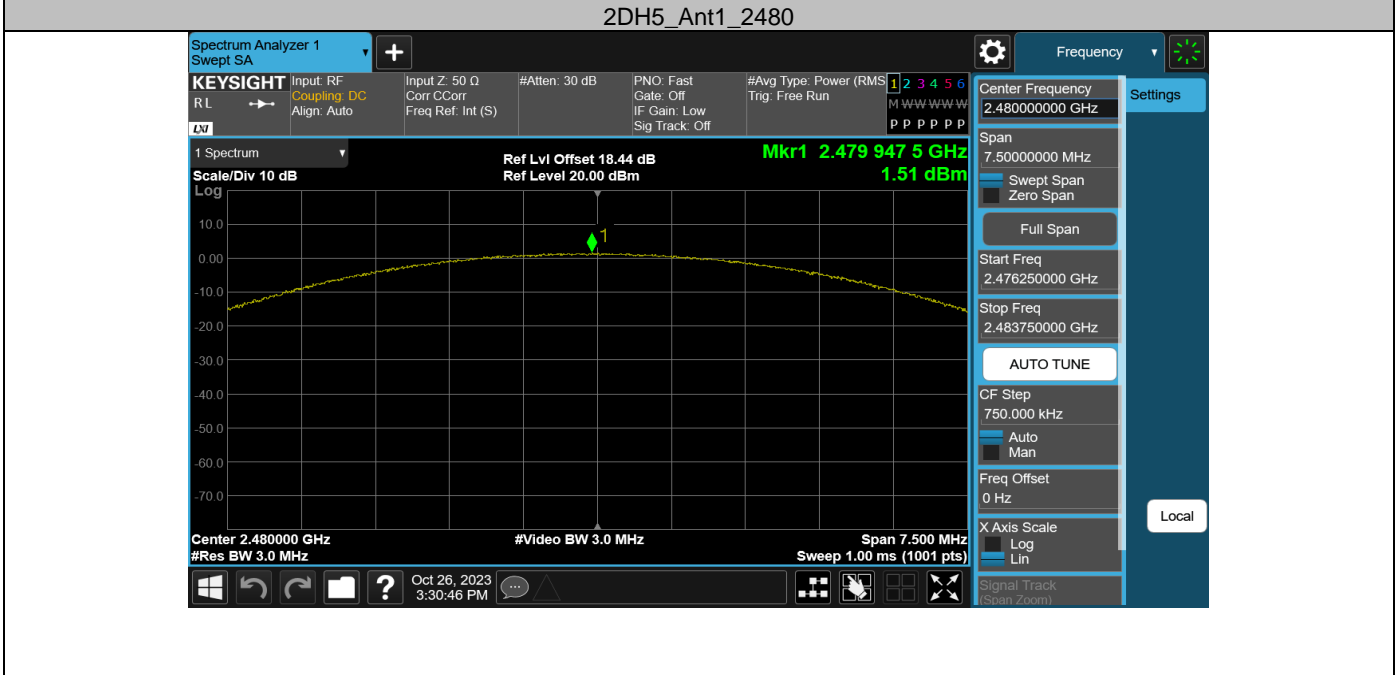 2DH5_Ant1_2480
Spectrum Analyzer 1
Swept SA
+
Frequency
KEYSIGHT
RL
LXI
Input: RF
Coupling: DC
Align: Auto
Input Z: 50 Ω
Corr CCorr
Freq Ref: Int (S)
#Atten: 30 dB
PNO: Fast
Gate: Off
IF Gain: Low
Sig Track: Off
#Avg Type: Power (RMS
Trig: Free Run
1 2 3 4 5 6
M W W W W W
P P P P P P
Settings
1 Spectrum
Scale/Div 10 dB
Ref Lvl Offset 18.44 dB
Ref Level 20.00 dBm
Mkr1 2.479 947 5 GHz
1.51 dBm
Log
10.0
0.00
-10.0
-20.0
-30.0
-40.0
-50.0
-60.0
-70.0
1
Center 2.480000 GHz
#Res BW 3.0 MHz
#Video BW 3.0 MHz
Span 7.500 MHz
Sweep 1.00 ms (1001 pts)
Center Frequency
2.480000000 GHz
Span
7.50000000 MHz
Swept Span
Zero Span
Full Span
Start Freq
2.476250000 GHz
Stop Freq
2.483750000 GHz
AUTO TUNE
CF Step
750.000 kHz
Auto
Man
Freq Offset
0 Hz
X Axis Scale
Log
Lin
Signal Track
(Span Zoom)
Local
?
Oct 26, 2023
3:30:46 PM